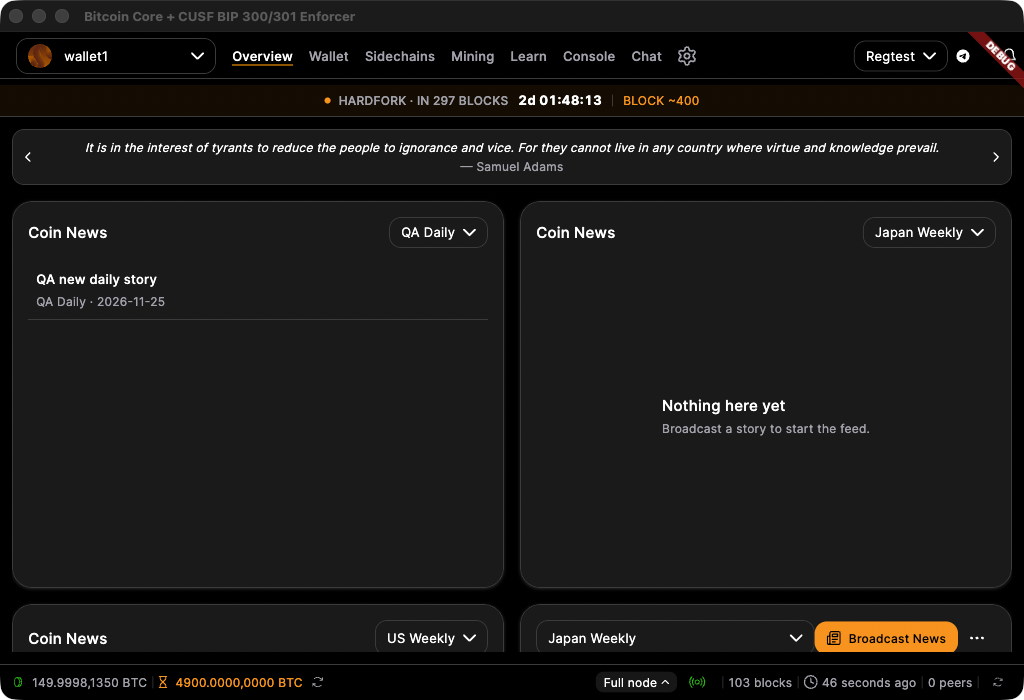 Bitcoin Core + CUSF BIP 300/301 Enforcer
wallet1
Overview
Wallet
Sidechains
Mining
Learn
Console
Chat
Regtest
DEBUG
HARDFORK · IN 297 BLOCKS 2d 01:48:13 BLOCK ~400
It is in the interest of tyrants to reduce the people to ignorance and vice. For they cannot live in any country where virtue and knowledge prevail.
— Samuel Adams
Coin News
QA Daily
QA new daily story
QA Daily · 2026-11-25
Coin News
Japan Weekly
Nothing here yet
Broadcast a story to start the feed.
Coin News
US Weekly
Japan Weekly
Broadcast News
149.9998,1350 BTC
4900.0000,0000 BTC
Full node
103 blocks
46 seconds ago
0 peers